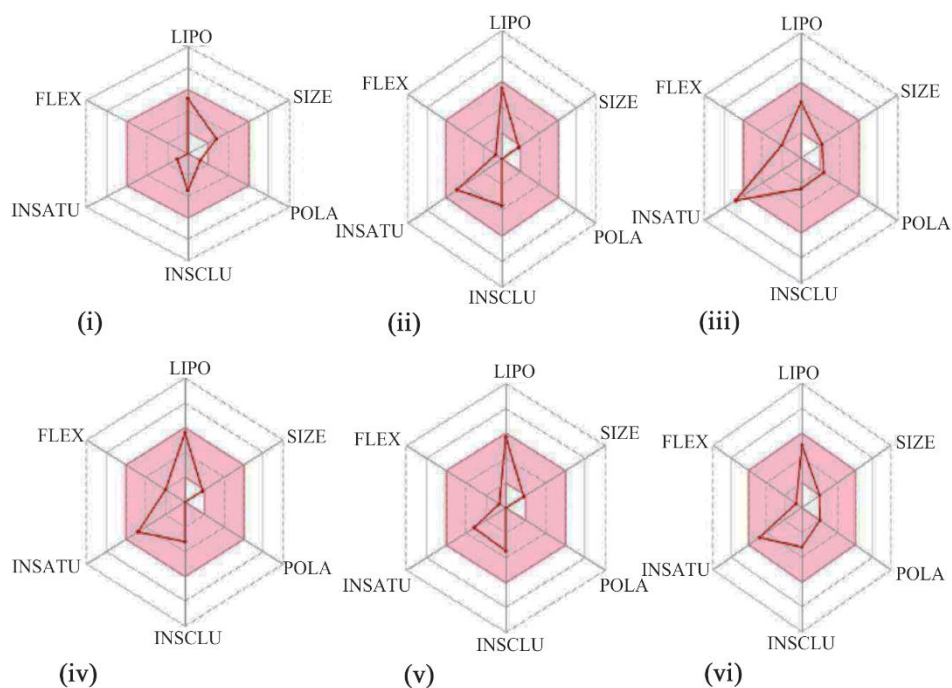 LIPO
FLEX
SIZE
INSATU
POLA
INSCLU
(i)
LIPO
FLEX
SIZE
INSATU
POLA
INSCLU
(ii)
LIPO
FLEX
SIZE
INSATU
POLA
INSCLU
(iii)
LIPO
FLEX
SIZE
INSATU
POLA
INSCLU
(iv)
LIPO
FLEX
SIZE
INSATU
POLA
INSCLU
(v)
LIPO
FLEX
SIZE
INSATU
POLA
INSCLU
(vi)